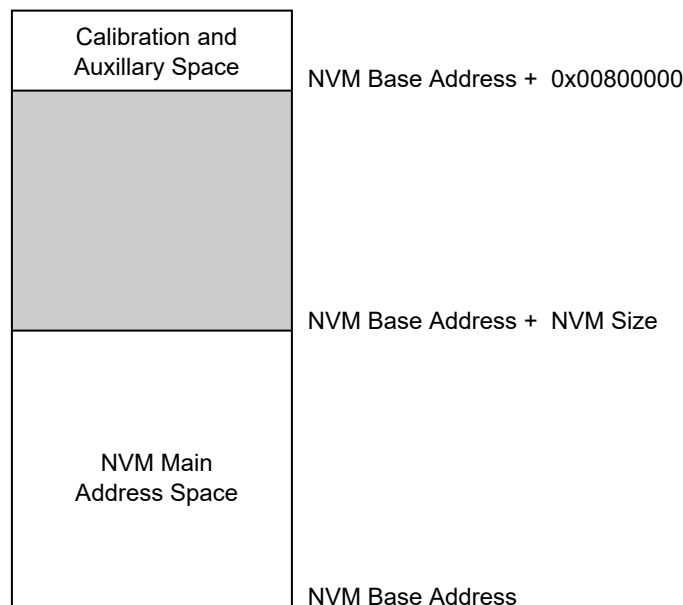 Calibration and
Auxillary Space
NVM Base Address + 0x00800000
NVM Base Address + NVM Size
NVM Main
Address Space
NVM Base Address